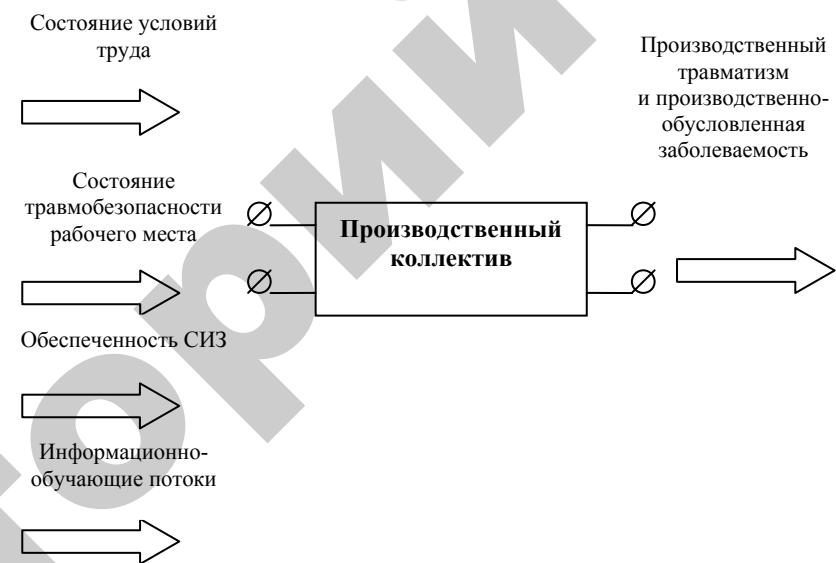 Состояние условий
труда
Состояние
травмобезопасности
рабочего места
Обеспеченность СИЗ
Информационно-
обучающие потоки
Производственный
коллектив
Производственный
травматизм
и производственно-
обусловленная
заболеваемость